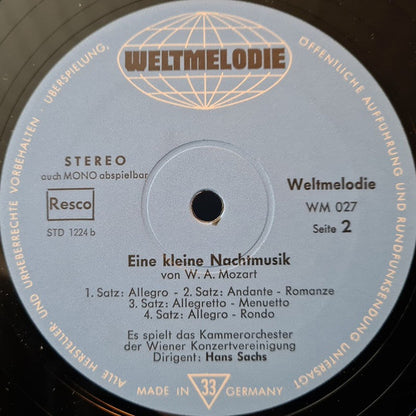 WELTMELODIE
ALLE HERSTELLER- UND URHEBERRECHTE VORBEHALTEN · ÜBERSPIELUNG, ÖFFENTLICHE AUFFÜHRUNG UND RUNDFUNKSENDUNG UNTERSAGT
STEREO
auch MONO abspielbar
Resco
STD 1224 b
Weltmelodie
WM 027
Seite 2
Eine kleine Nachtmusik
von W. A. Mozart
1. Satz: Allegro - 2. Satz: Andante - Romanze
3. Satz: Allegretto - Menuetto
4. Satz: Allegro - Rondo
Es spielt das Kammerorchester
der Wiener Konzertvereinigung
Dirigent: Hans Sachs
MADE IN 33 GERMANY